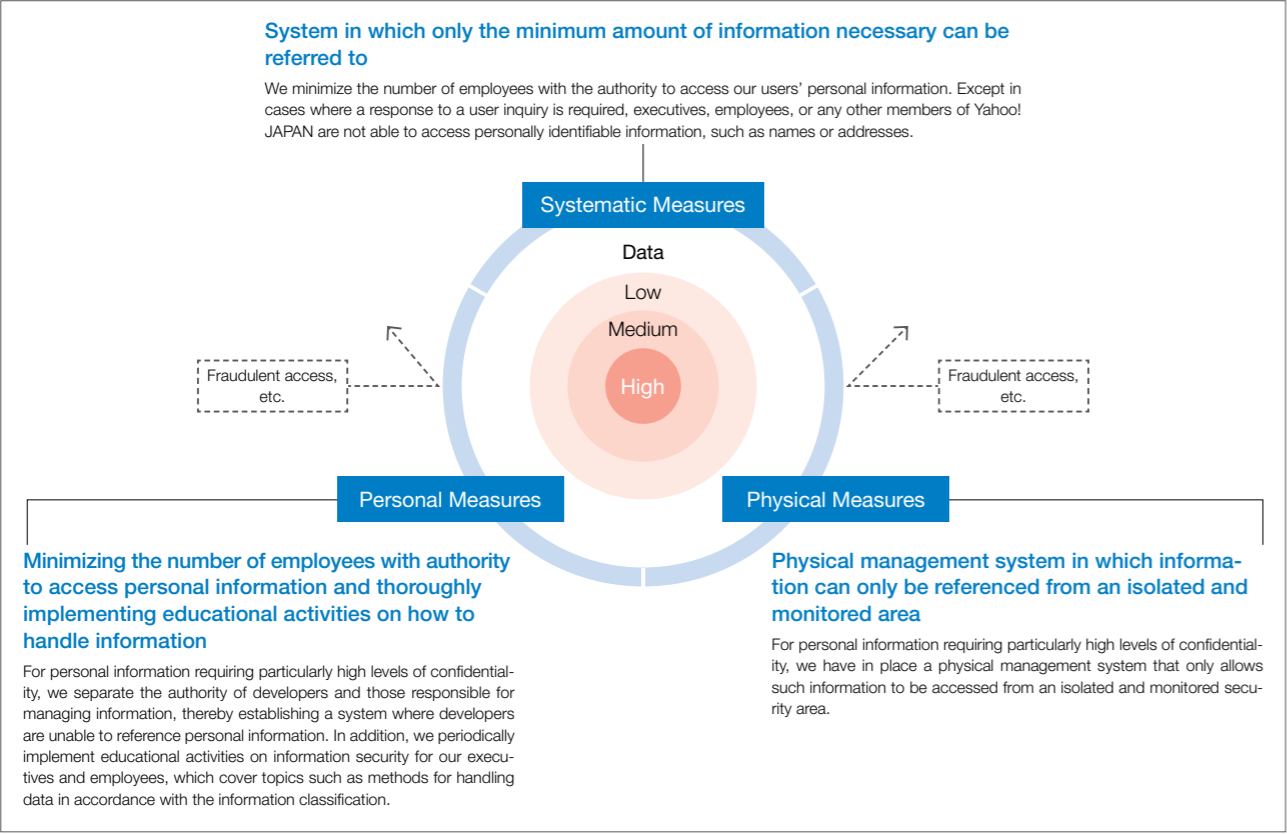 System in which only the minimum amount of information necessary can be
referred to
We minimize the number of employees with the authority to access our users’ personal information. Except in
cases where a response to a user inquiry is required, executives, employees, or any other members of Yahoo!
JAPAN are not able to access personally identifiable information, such as names or addresses.
Systematic Measures
Data
Low
Medium
High
Fraudulent access,
etc.
Fraudulent access,
etc.
Personal Measures
Physical Measures
Minimizing the number of employees with authority
to access personal information and thoroughly
implementing educational activities on how to
handle information
For personal information requiring particularly high levels of confidential-
ity, we separate the authority of developers and those responsible for
managing information, thereby establishing a system where developers
are unable to reference personal information. In addition, we periodically
implement educational activities on information security for our execu-
tives and employees, which cover topics such as methods for handling
data in accordance with the information classification.
Physical management system in which informa-
tion can only be referenced from an isolated and
monitored area
For personal information requiring particularly high levels of confidential-
ity, we have in place a physical management system that only allows
such information to be accessed from an isolated and monitored secu-
rity area.